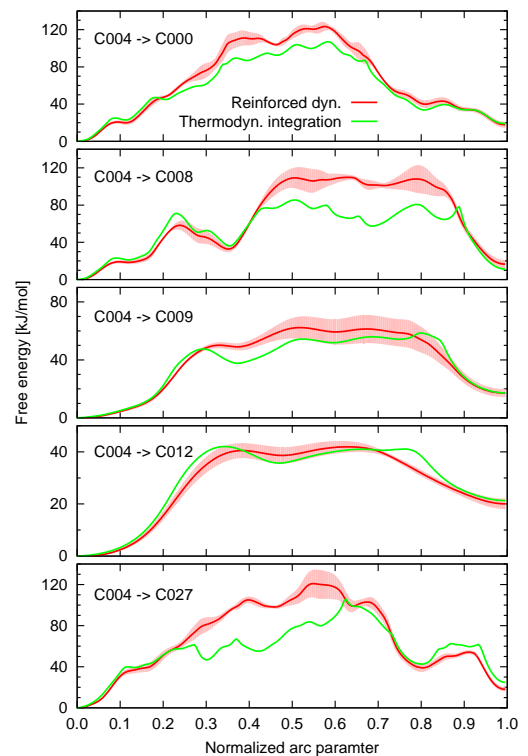 C004 -> C000
Reinforced dyn.
Thermodyn. integration
0
40
80
120
C004 -> C008
0
40
80
120
C004 -> C009
0
40
80
C004 -> C012
0
20
40
C004 -> C027
0
40
80
120
0.0 0.1 0.2 0.3 0.4 0.5 0.6 0.7 0.8 0.9 1.0
Normalized arc paramter
Free energy [kJ/mol]